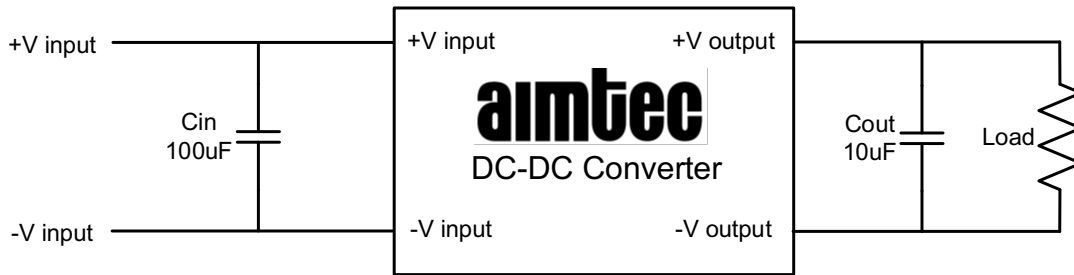 +V input
+V input
+V output
aimtec
Cin
100uF
Cout
10uF
Load
DC-DC Converter
-V input
-V input
-V output